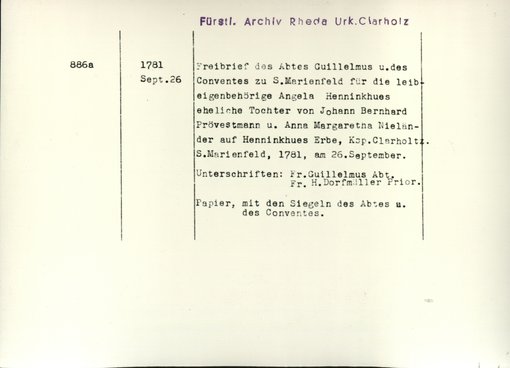 Fürstl. Archiv Rheda Urk.Clarholz
886a
1781
Sept.26
Freibrief des Abtes Guillelmus u.des
Conventes zu S.Marienfeld für die leib-
eigenbehörige Angela Henninkhues
eheliche Tochter von Johann Bernhard
Prövestmann u. Anna Margaretna Nielän-
der auf Henninkhues Erbe, Ksp.Clarholtz.
S.Marienfeld, 1781, am 26.September.
Unterschriften: Fr.Guillelmus Abt.
Fr. H.Dorfmüller Prior.
Papier, mit den Siegeln des Abtes u.
des Conventes.